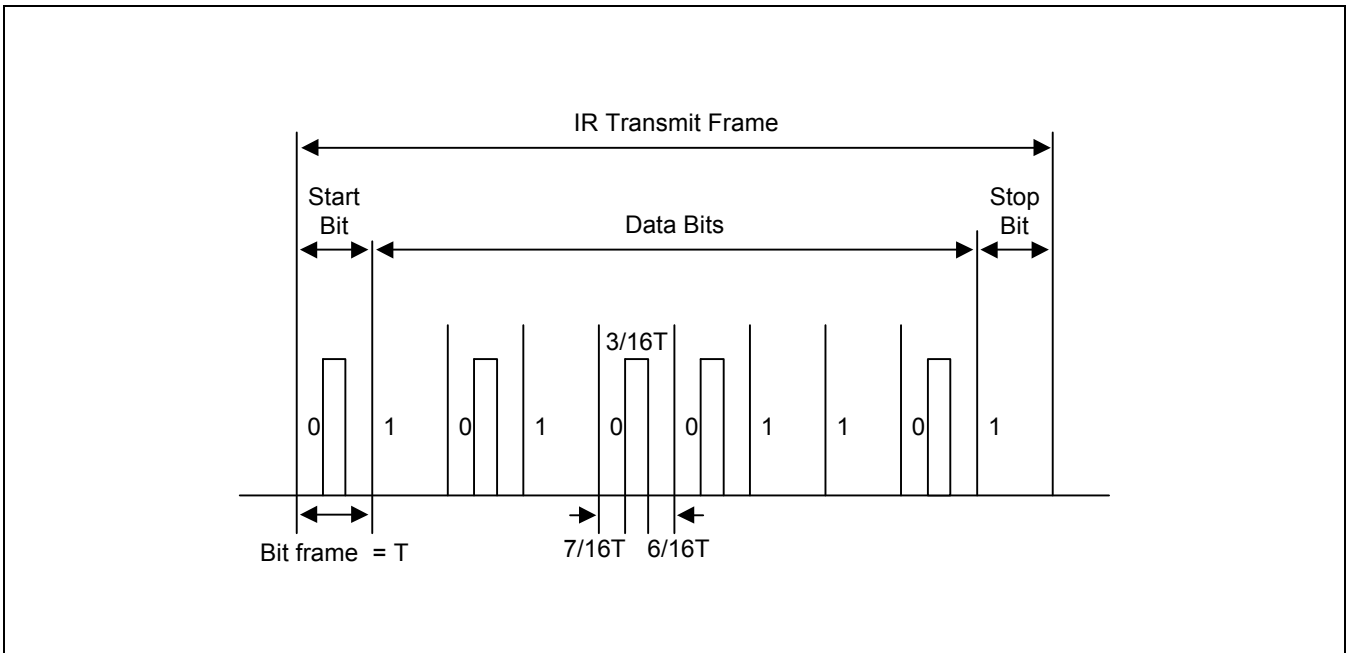 IR Transmit Frame
Start
Bit
Data Bits
Stop
Bit
3/16T
0 1 0 1 0 0 1 1 0 1
Bit frame = T
7/16T 6/16T